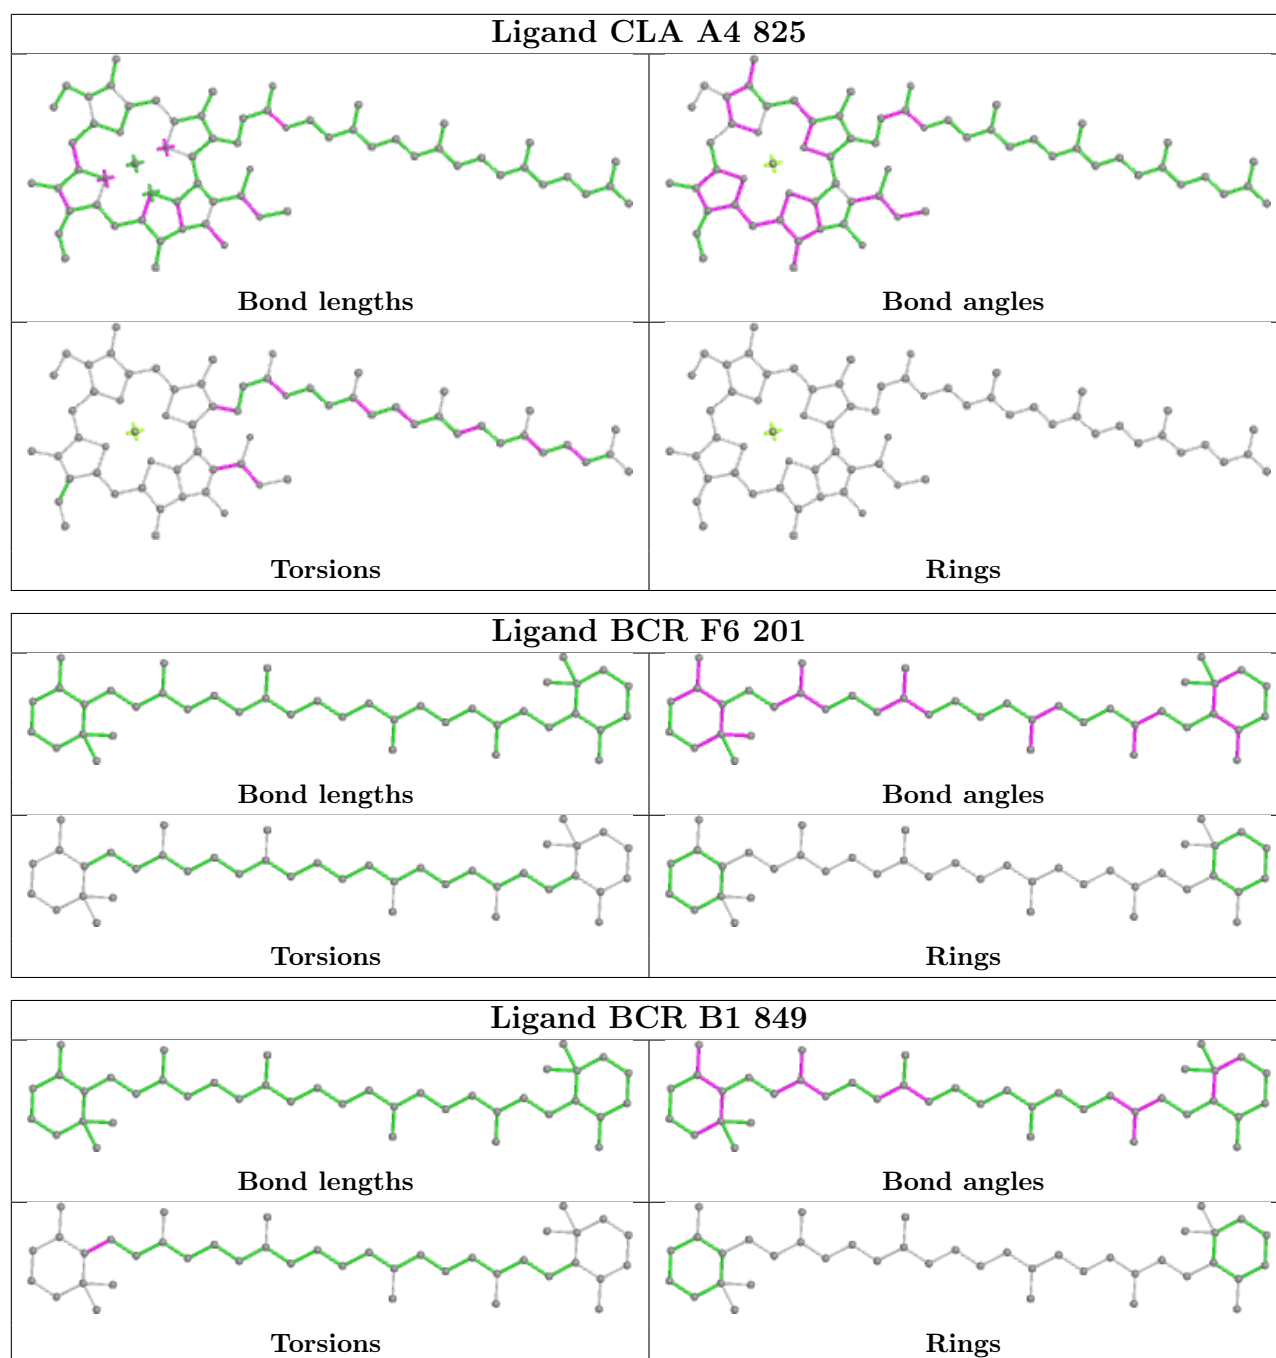 Ligand CLA A4 825
Bond lengths
Bond angles
Torsions
Rings
Ligand BCR F6 201
Bond lengths
Bond angles
Torsions
Rings
Ligand BCR B1 849
Bond lengths
Bond angles
Torsions
Rings